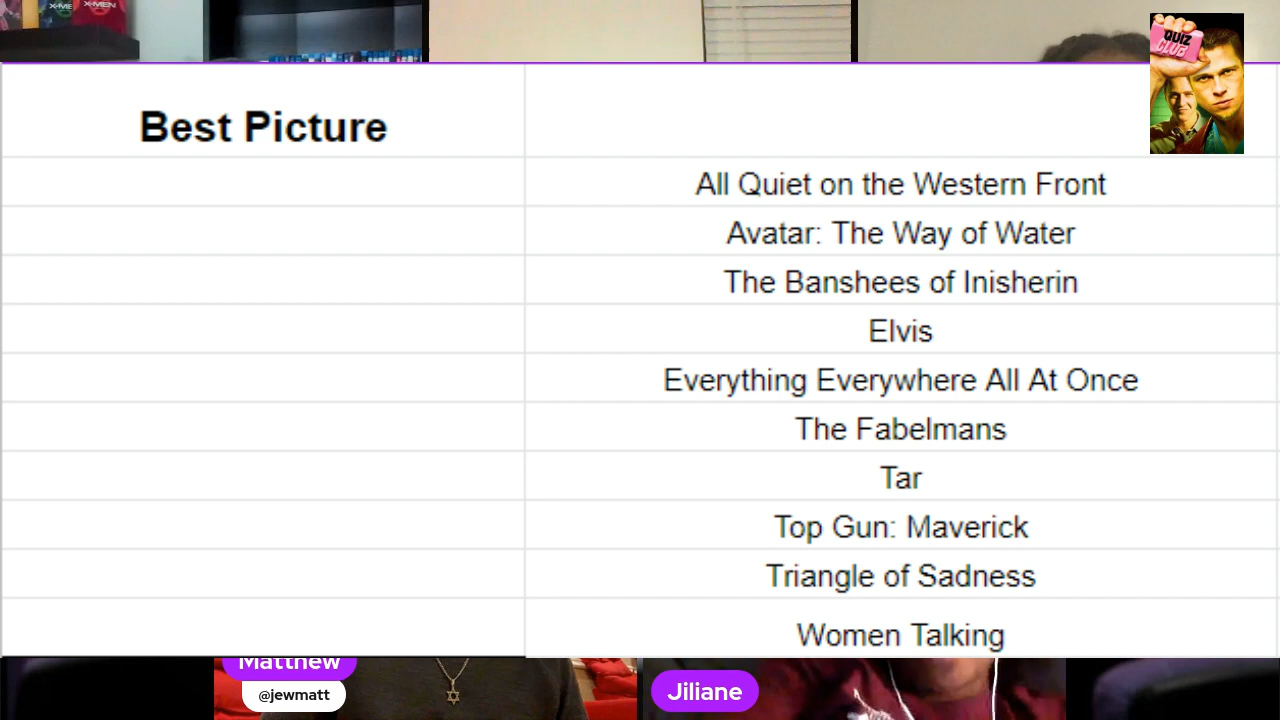 X-ME
X-MEN
QUIZ
CLUB
Best Picture
All Quiet on the Western Front
Avatar: The Way of Water
The Banshees of Inisherin
Elvis
Everything Everywhere All At Once
The Fabelmans
Tar
Top Gun: Maverick
Triangle of Sadness
Women Talking
Matthew
@jewmatt
Jiliane